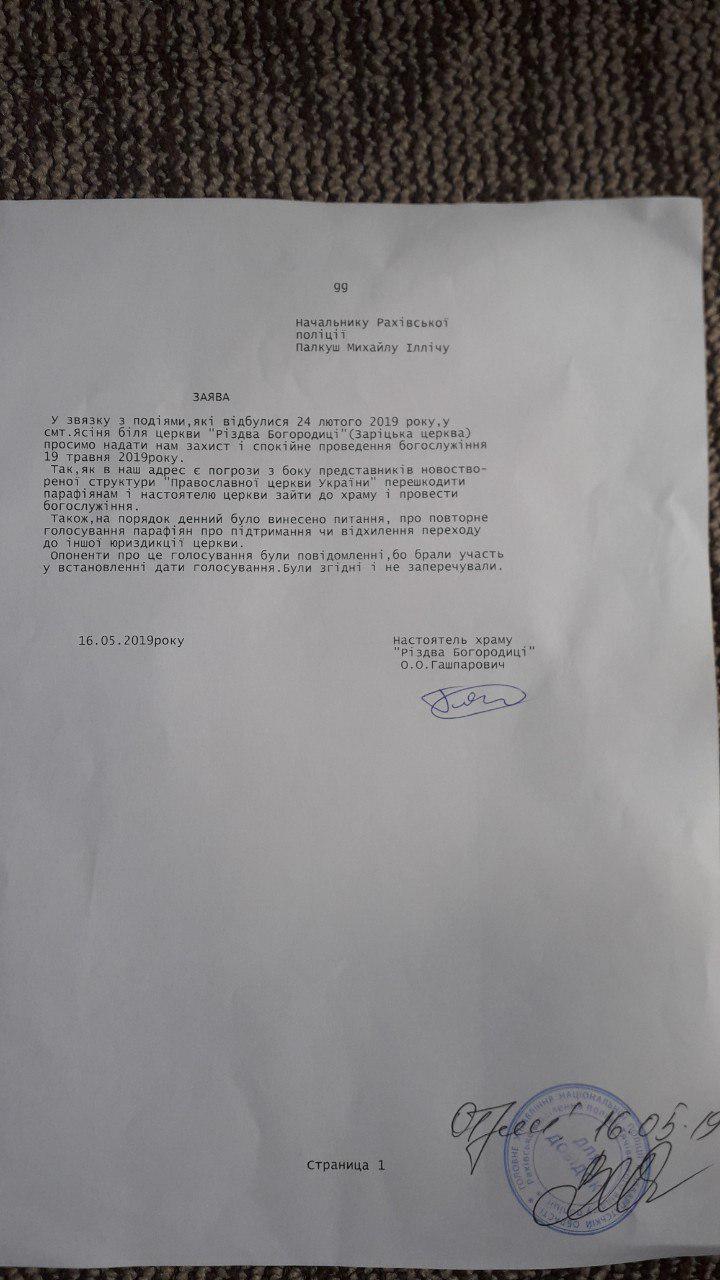 99
Начальнику Рахівської
поліції
Палкуш Михайлу Іллічу
ЗАЯВА
У звязку з подіями,які відбулися 24 лютого 2019 року,у
смт.Ясіня біля церкви "Різдва Богородиці"(Заріцька церква)
просимо надати нам захист і спокійне проведення богослужіння
19 травня 2019року.
Так,як в наш адрес є погрози з боку представників новоство-
реної структури "Православної церкви України" перешкодити
парафіянам і настоятелю церкви зайти до храму і провести
богослужіння.
Також,на порядок денний було винесено питання, про повторне
голосування парафіян про підтримання чи відхилення переходу
до іншої юриздикції церкви.
Опоненти про це голосування були повідомленні,бо брали участь
у встановленні дати голосування.Були згідні і не заперечували.
16.05.2019року
Настоятель храму
"Різдва Богородиці"
О.О.Гашпарович
16.05.19
ДЛЯ
ДОВІДОК
Страница 1